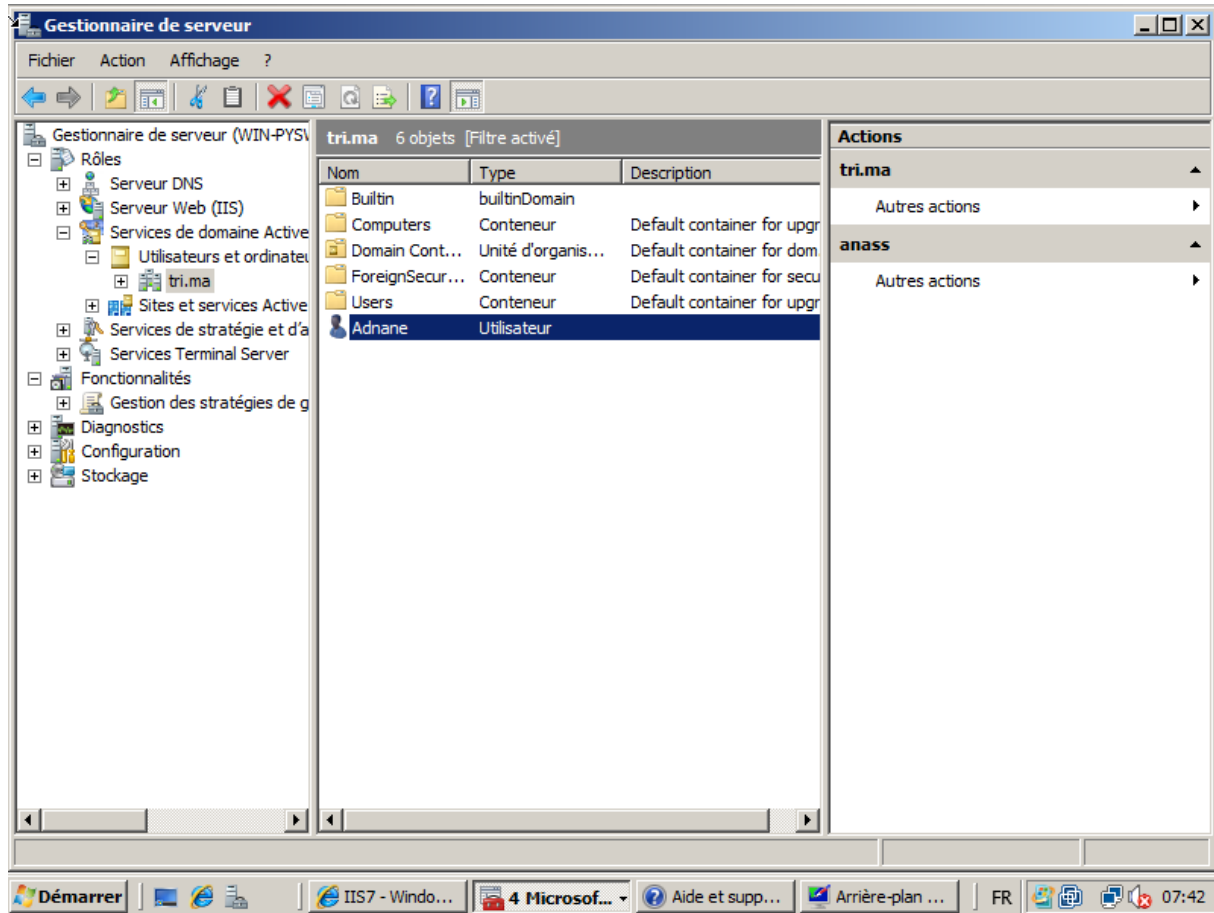 Gestionnaire de serveur
Fichier Action Affichage ?
Gestionnaire de serveur (WIN-PYSW
Rôles
Serveur DNS
Serveur Web (IIS)
Services de domaine Active
Utilisateurs et ordinateu
tri.ma
Sites et services Active
Services de stratégie et d'a
Services Terminal Server
Fonctionnalités
Gestion des stratégies de g
Diagnostics
Configuration
Stockage
tri.ma 6 objets [Filtre activé]
Nom Type Description
Builtin builtinDomain
Computers Conteneur Default container for upgr
Domain Cont... Unité d'organis... Default container for dom
ForeignSecur... Conteneur Default container for secu
Users Conteneur Default container for upgr
Adnane Utilisateur
Actions
tri.ma
Autres actions
anass
Autres actions
Démarrer IIS7 - Windo... 4 Microsof... Aide et supp... Arrière-plan ... FR 07:42